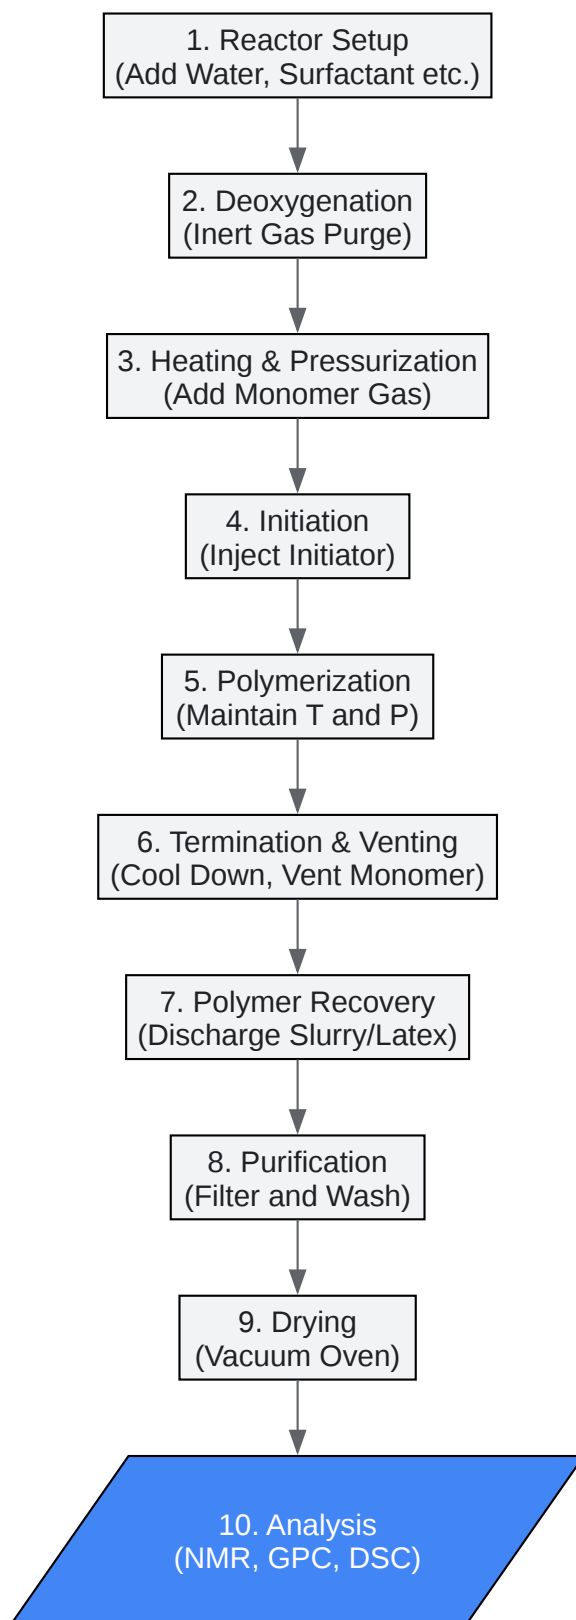 1. Reactor Setup
(Add Water, Surfactant etc.)
2. Deoxygenation
(Inert Gas Purge)
3. Heating & Pressurization
(Add Monomer Gas)
4. Initiation
(Inject Initiator)
5. Polymerization
(Maintain T and P)
6. Termination & Venting
(Cool Down, Vent Monomer)
7. Polymer Recovery
(Discharge Slurry/Latex)
8. Purification
(Filter and Wash)
9. Drying
(Vacuum Oven)
10. Analysis
(NMR, GPC, DSC)